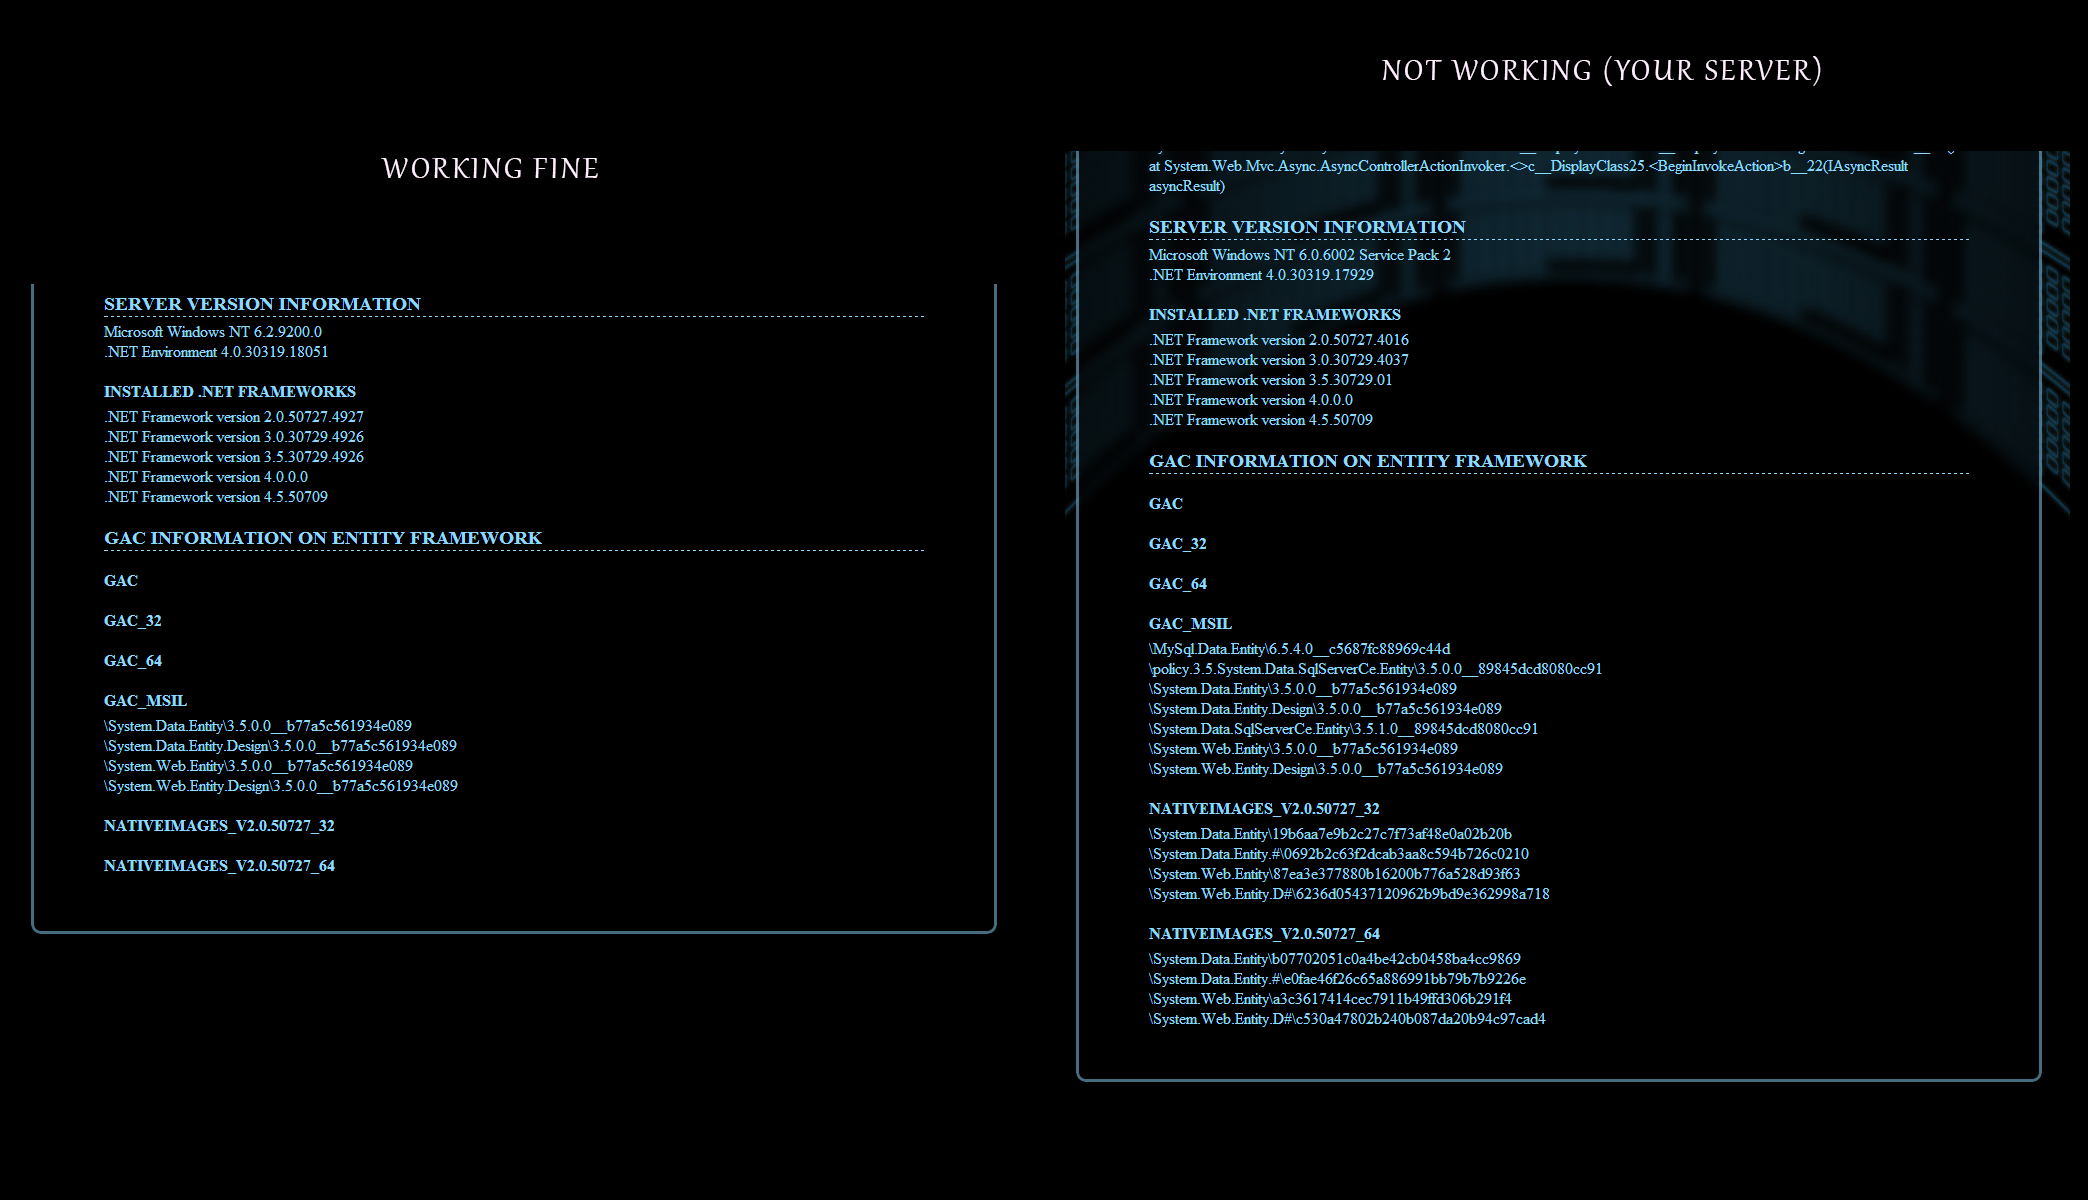 WORKING FINE
SERVER VERSION INFORMATION
Microsoft Windows NT 6.2.9200.0
.NET Environment 4.0.30319.18051
INSTALLED .NET FRAMEWORKS
.NET Framework version 2.0.50727.4927
.NET Framework version 3.0.30729.4926
.NET Framework version 3.5.30729.4926
.NET Framework version 4.0.0.0
.NET Framework version 4.5.50709
GAC INFORMATION ON ENTITY FRAMEWORK
GAC
GAC_32
GAC_64
GAC_MSIL
\System.Data.Entity\3.5.0.0__b77a5c561934e089
\System.Data.Entity.Design\3.5.0.0__b77a5c561934e089
\System.Web.Entity\3.5.0.0__b77a5c561934e089
\System.Web.Entity.Design\3.5.0.0__b77a5c561934e089
NATIVEIMAGES_V2.0.50727_32
NATIVEIMAGES_V2.0.50727_64
NOT WORKING (YOUR SERVER)
at System.Web.Mvc.Async.AsyncControllerActionInvoker.<>c__DisplayClass25.<BeginInvokeAction>b__22(IAsyncResult
asyncResult)
SERVER VERSION INFORMATION
Microsoft Windows NT 6.0.6002 Service Pack 2
.NET Environment 4.0.30319.17929
INSTALLED .NET FRAMEWORKS
.NET Framework version 2.0.50727.4016
.NET Framework version 3.0.30729.4037
.NET Framework version 3.5.30729.01
.NET Framework version 4.0.0.0
.NET Framework version 4.5.50709
GAC INFORMATION ON ENTITY FRAMEWORK
GAC
GAC_32
GAC_64
GAC_MSIL
\MySql.Data.Entity\6.5.4.0__c5687fc88969c44d
\policy.3.5.System.Data.SqlServerCe.Entity\3.5.0.0__89845dcd8080cc91
\System.Data.Entity\3.5.0.0__b77a5c561934e089
\System.Data.Entity.Design\3.5.0.0__b77a5c561934e089
\System.Data.SqlServerCe.Entity\3.5.1.0__89845dcd8080cc91
\System.Web.Entity\3.5.0.0__b77a5c561934e089
\System.Web.Entity.Design\3.5.0.0__b77a5c561934e089
NATIVEIMAGES_V2.0.50727_32
\System.Data.Entity\19b6aa7e9b2c27c7f73af48e0a02b20b
\System.Data.Entity.#\0692b2c63f2dcab3aa8c594b726c0210
\System.Web.Entity\87ea3e377880b16200b776a528d93f63
\System.Web.Entity.D#\6236d05437120962b9bd9e362998a718
NATIVEIMAGES_V2.0.50727_64
\System.Data.Entity\b07702051c0a4be42cb0458ba4cc9869
\System.Data.Entity.#\e0fae46f26c65a886991bb79b7b9226e
\System.Web.Entity\a3c3617414cec7911b49ffd306b291f4
\System.Web.Entity.D#\c530a47802b240b087da20b94c97cad4